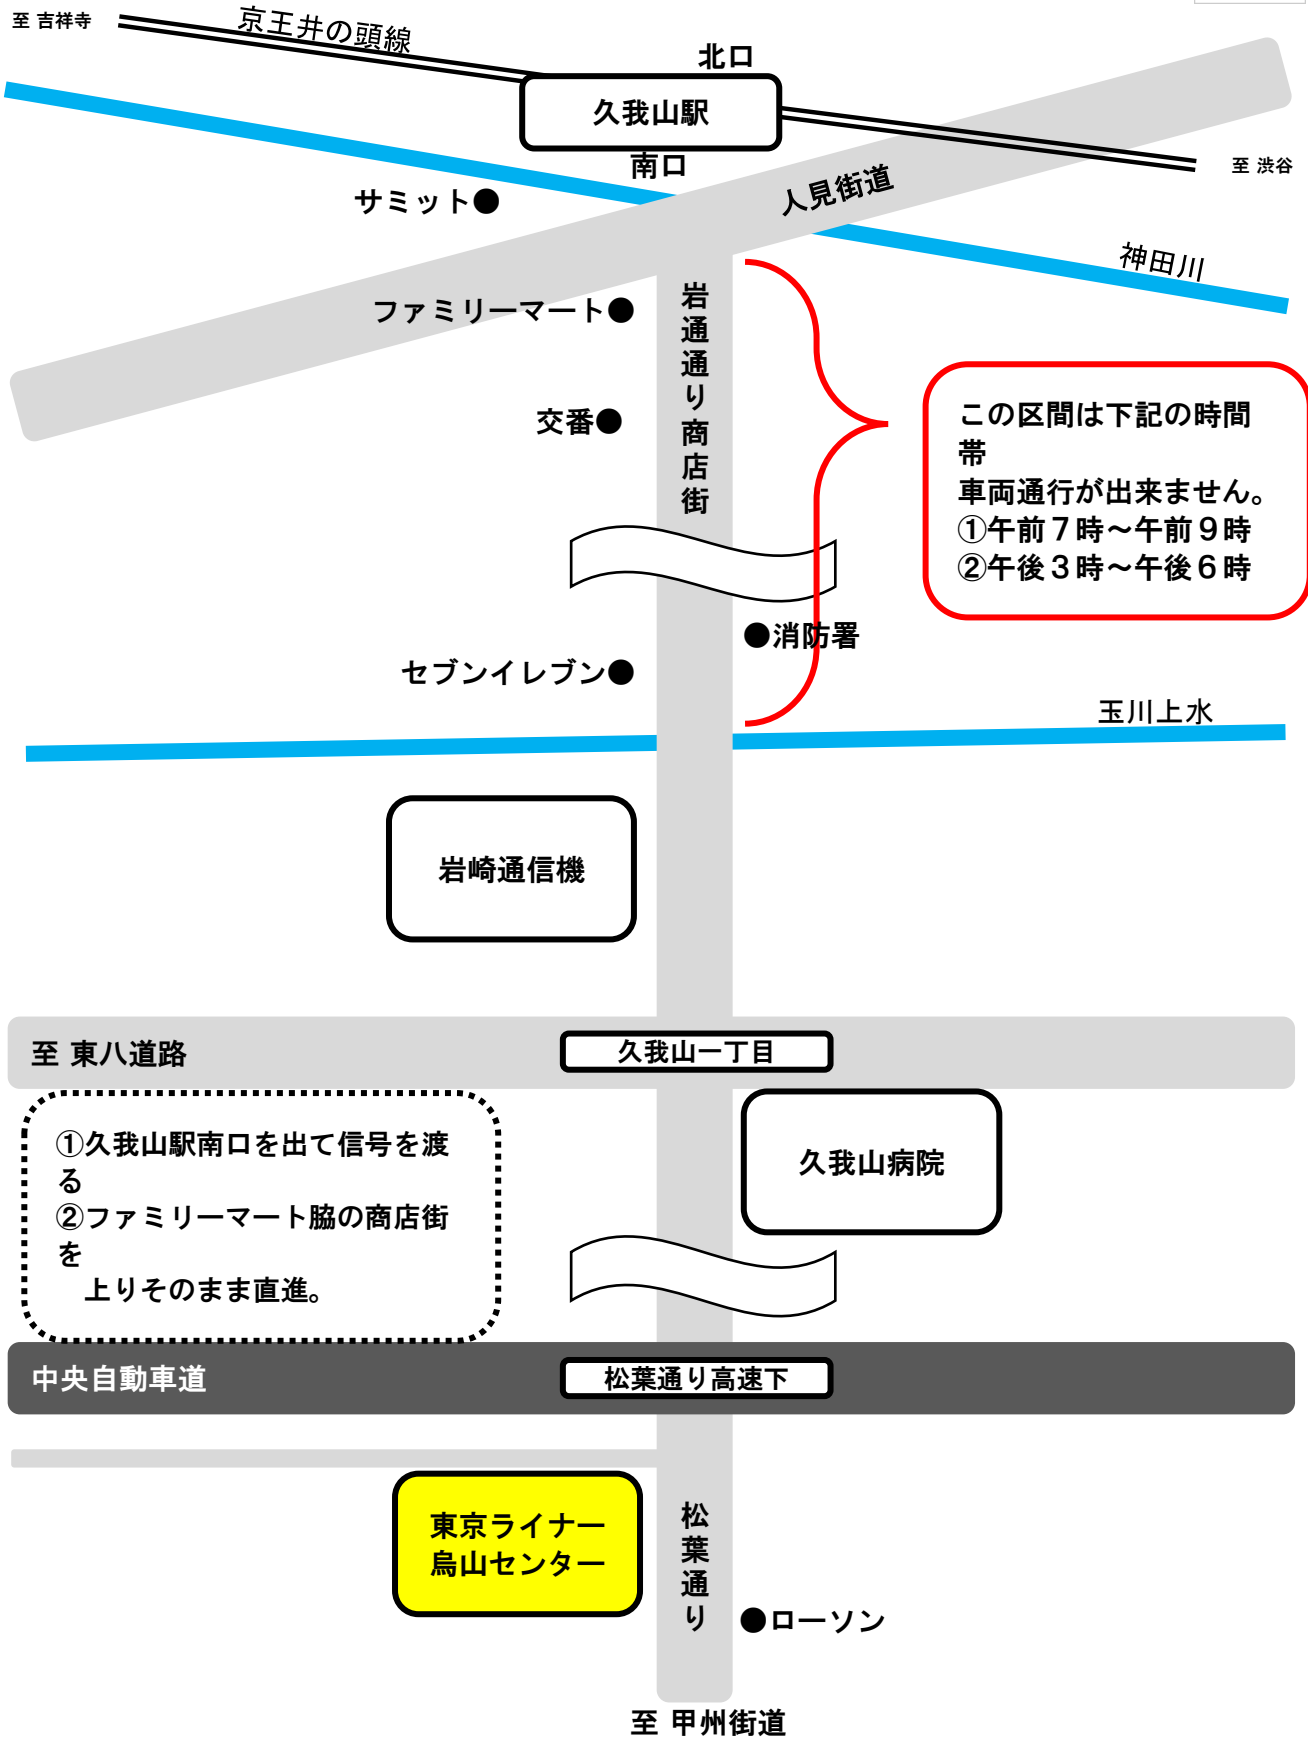 至 吉祥寺
京王井の頭線
北口
久我山駅
南口
至 渋谷
サミット●
人見街道
神田川
ファミリーマート●
岩通通り商店街
交番●
この区間は下記の時間
帯
車両通行が出来ません。
①午前７時～午前９時
②午後３時～午後６時
●消防署
セブンイレブン●
玉川上水
岩崎通信機
至 東八道路
久我山一丁目
①久我山駅南口を出て信号を渡
る
②ファミリーマート脇の商店街
を
上りそのまま直進。
久我山病院
中央自動車道
松葉通り高速下
東京ライナー
烏山センター
松葉通り
●ローソン
至 甲州街道